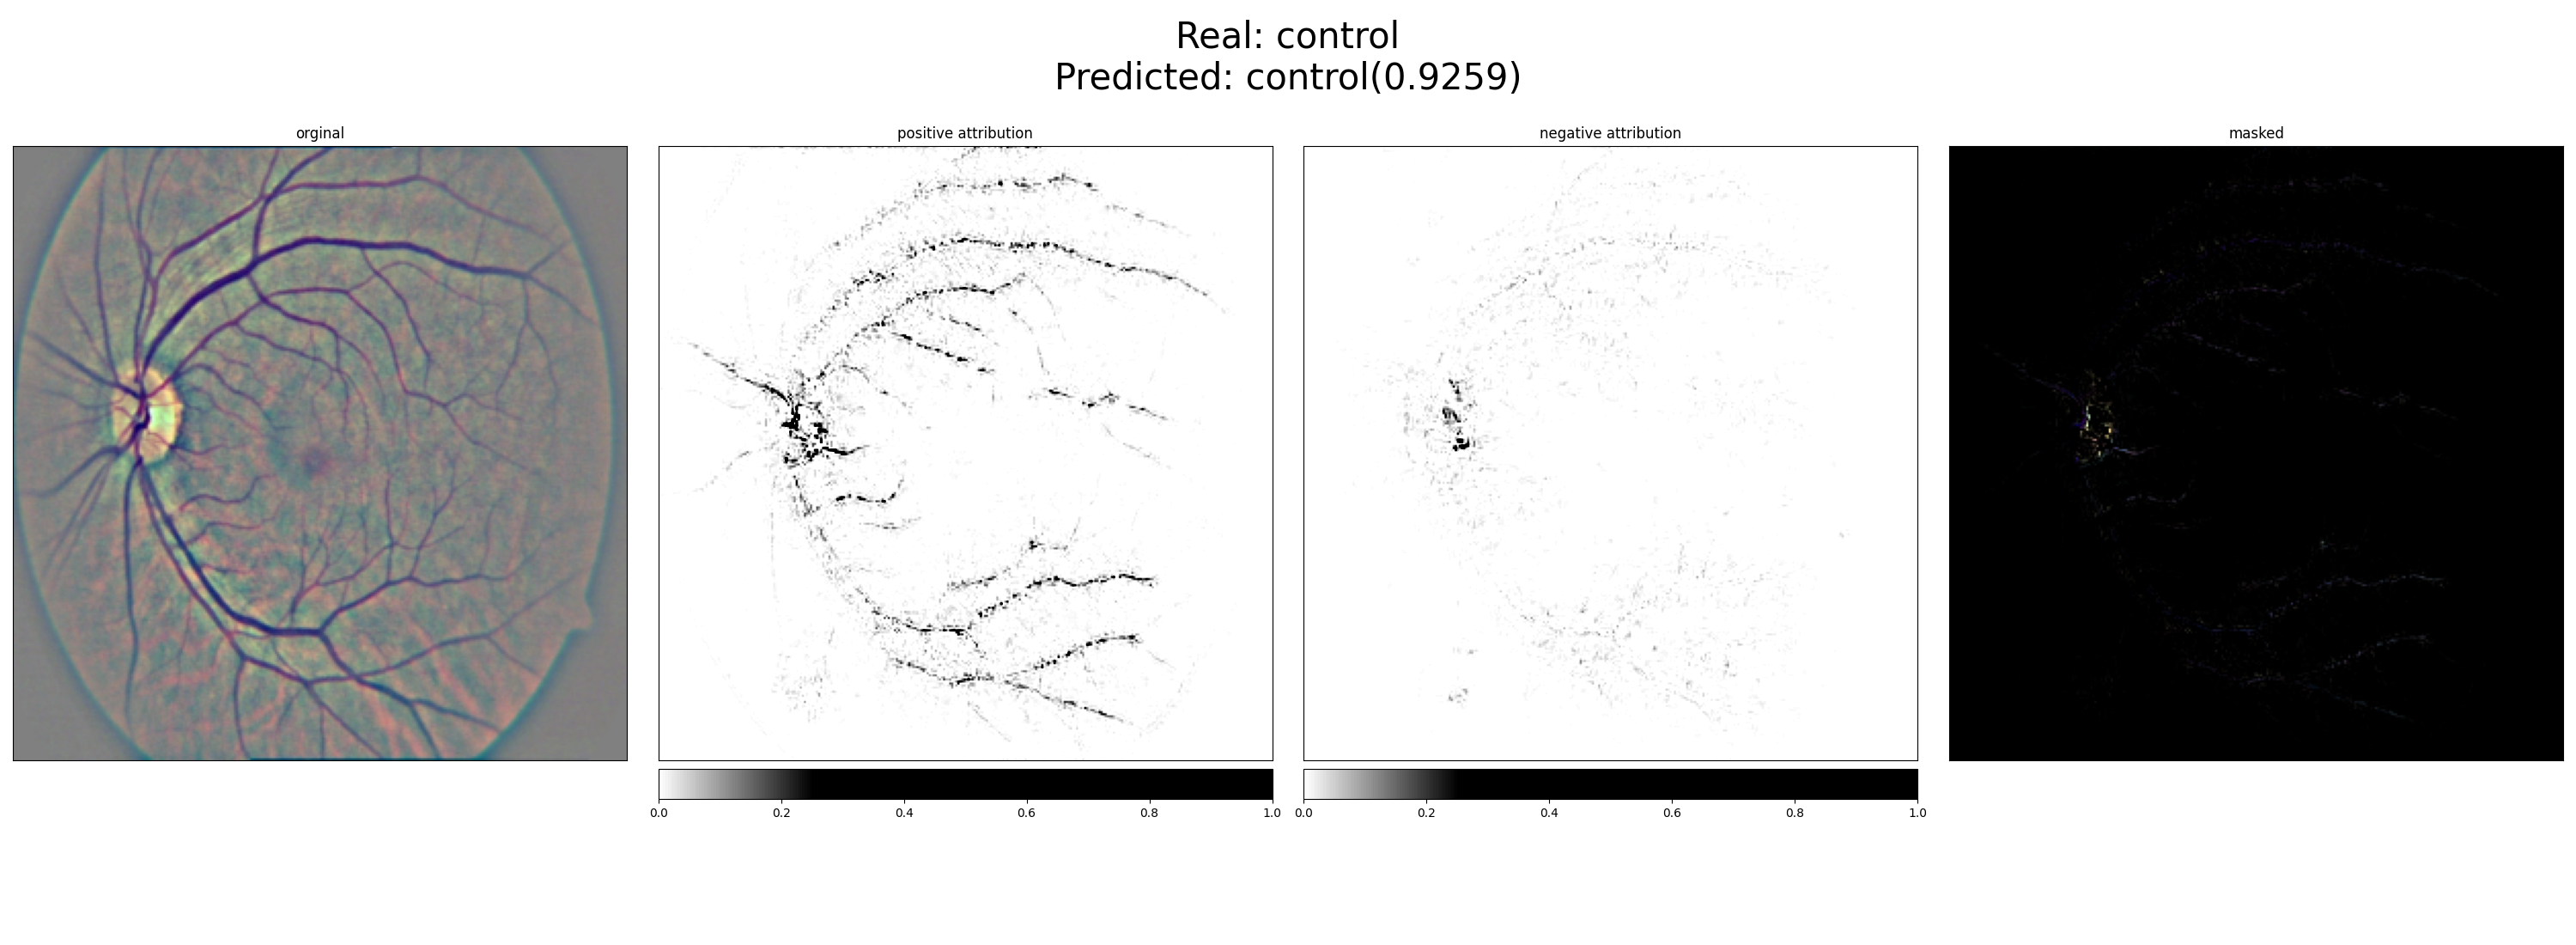 Real: control
Predicted: control(0.9259)
orginal
positive attribution
negative attribution
masked
0.0 0.2 0.4 0.6 0.8 1.0
0.0 0.2 0.4 0.6 0.8 1.0